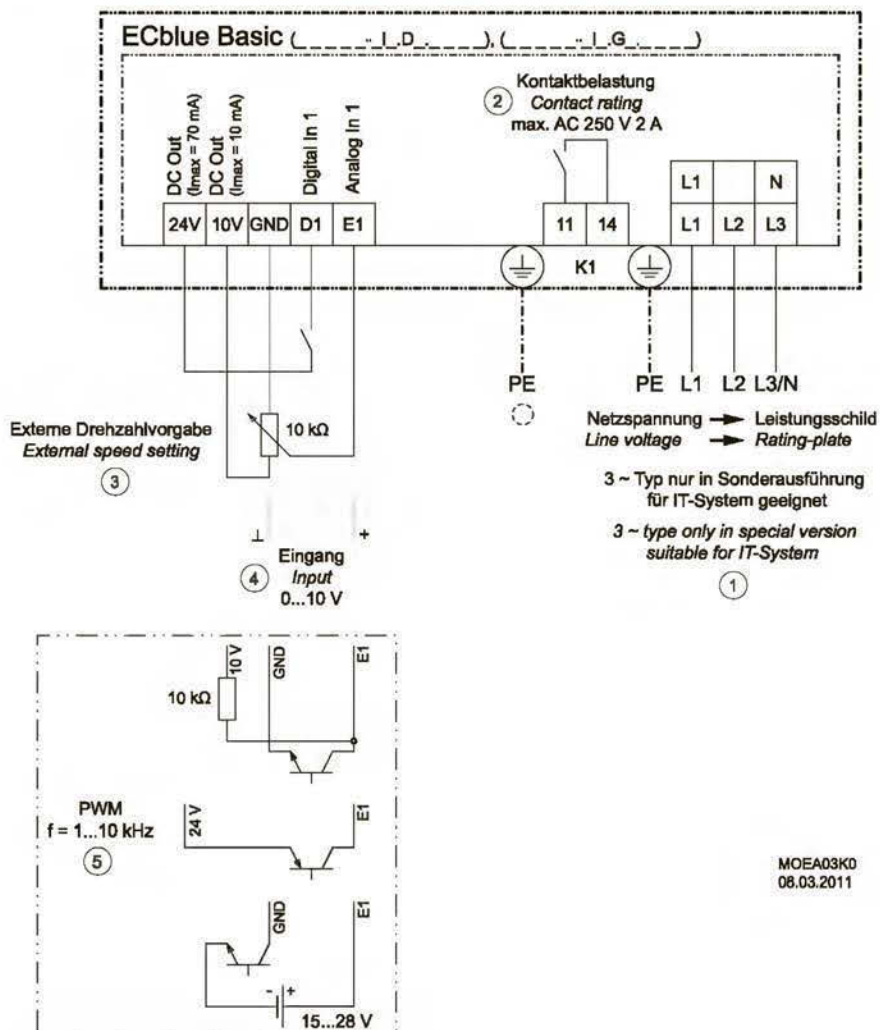 ECblue Basic (_ _ _ _ _ _ .. I _.D _. _ _ _ _), (_ _ _ _ _ _ .. I _.G _. _ _ _ _)
Kontaktbelastung
2 Contact rating
max. AC 250 V 2 A
DC Out
(Imax = 70 mA)
DC Out
(Imax = 10 mA)
Digital In 1
Analog In 1
L1 N
24V 10V GND D1 E1 11 14 L1 L2 L3
K1
PE PE L1 L2 L3/N
Netzspannung → Leistungsschild
Line voltage → Rating-plate
Externe Drehzahlvorgabe
External speed setting
3
10 kΩ
3 ~ Typ nur in Sonderausführung
für IT-System geeignet
3 ~ type only in special version
suitable for IT-System
1
⊥ +
Eingang
4 Input
0...10 V
10 V GND E1
10 kΩ
PWM
f = 1...10 kHz
5
24 V E1
GND E1
- +
15...28 V
MOEA03K0
08.03.2011